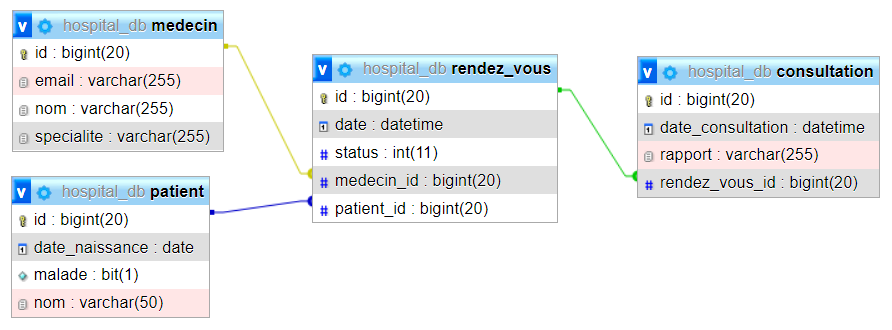 v hospital_db medecin
id : bigint(20)
email : varchar(255)
nom : varchar(255)
specialite : varchar(255)
v hospital_db patient
id : bigint(20)
date_naissance : date
malade : bit(1)
nom : varchar(50)
v hospital_db rendez_vous
id : bigint(20)
date : datetime
# status : int(11)
# medecin_id : bigint(20)
# patient_id : bigint(20)
v hospital_db consultation
id : bigint(20)
date_consultation : datetime
rapport : varchar(255)
# rendez_vous_id : bigint(20)